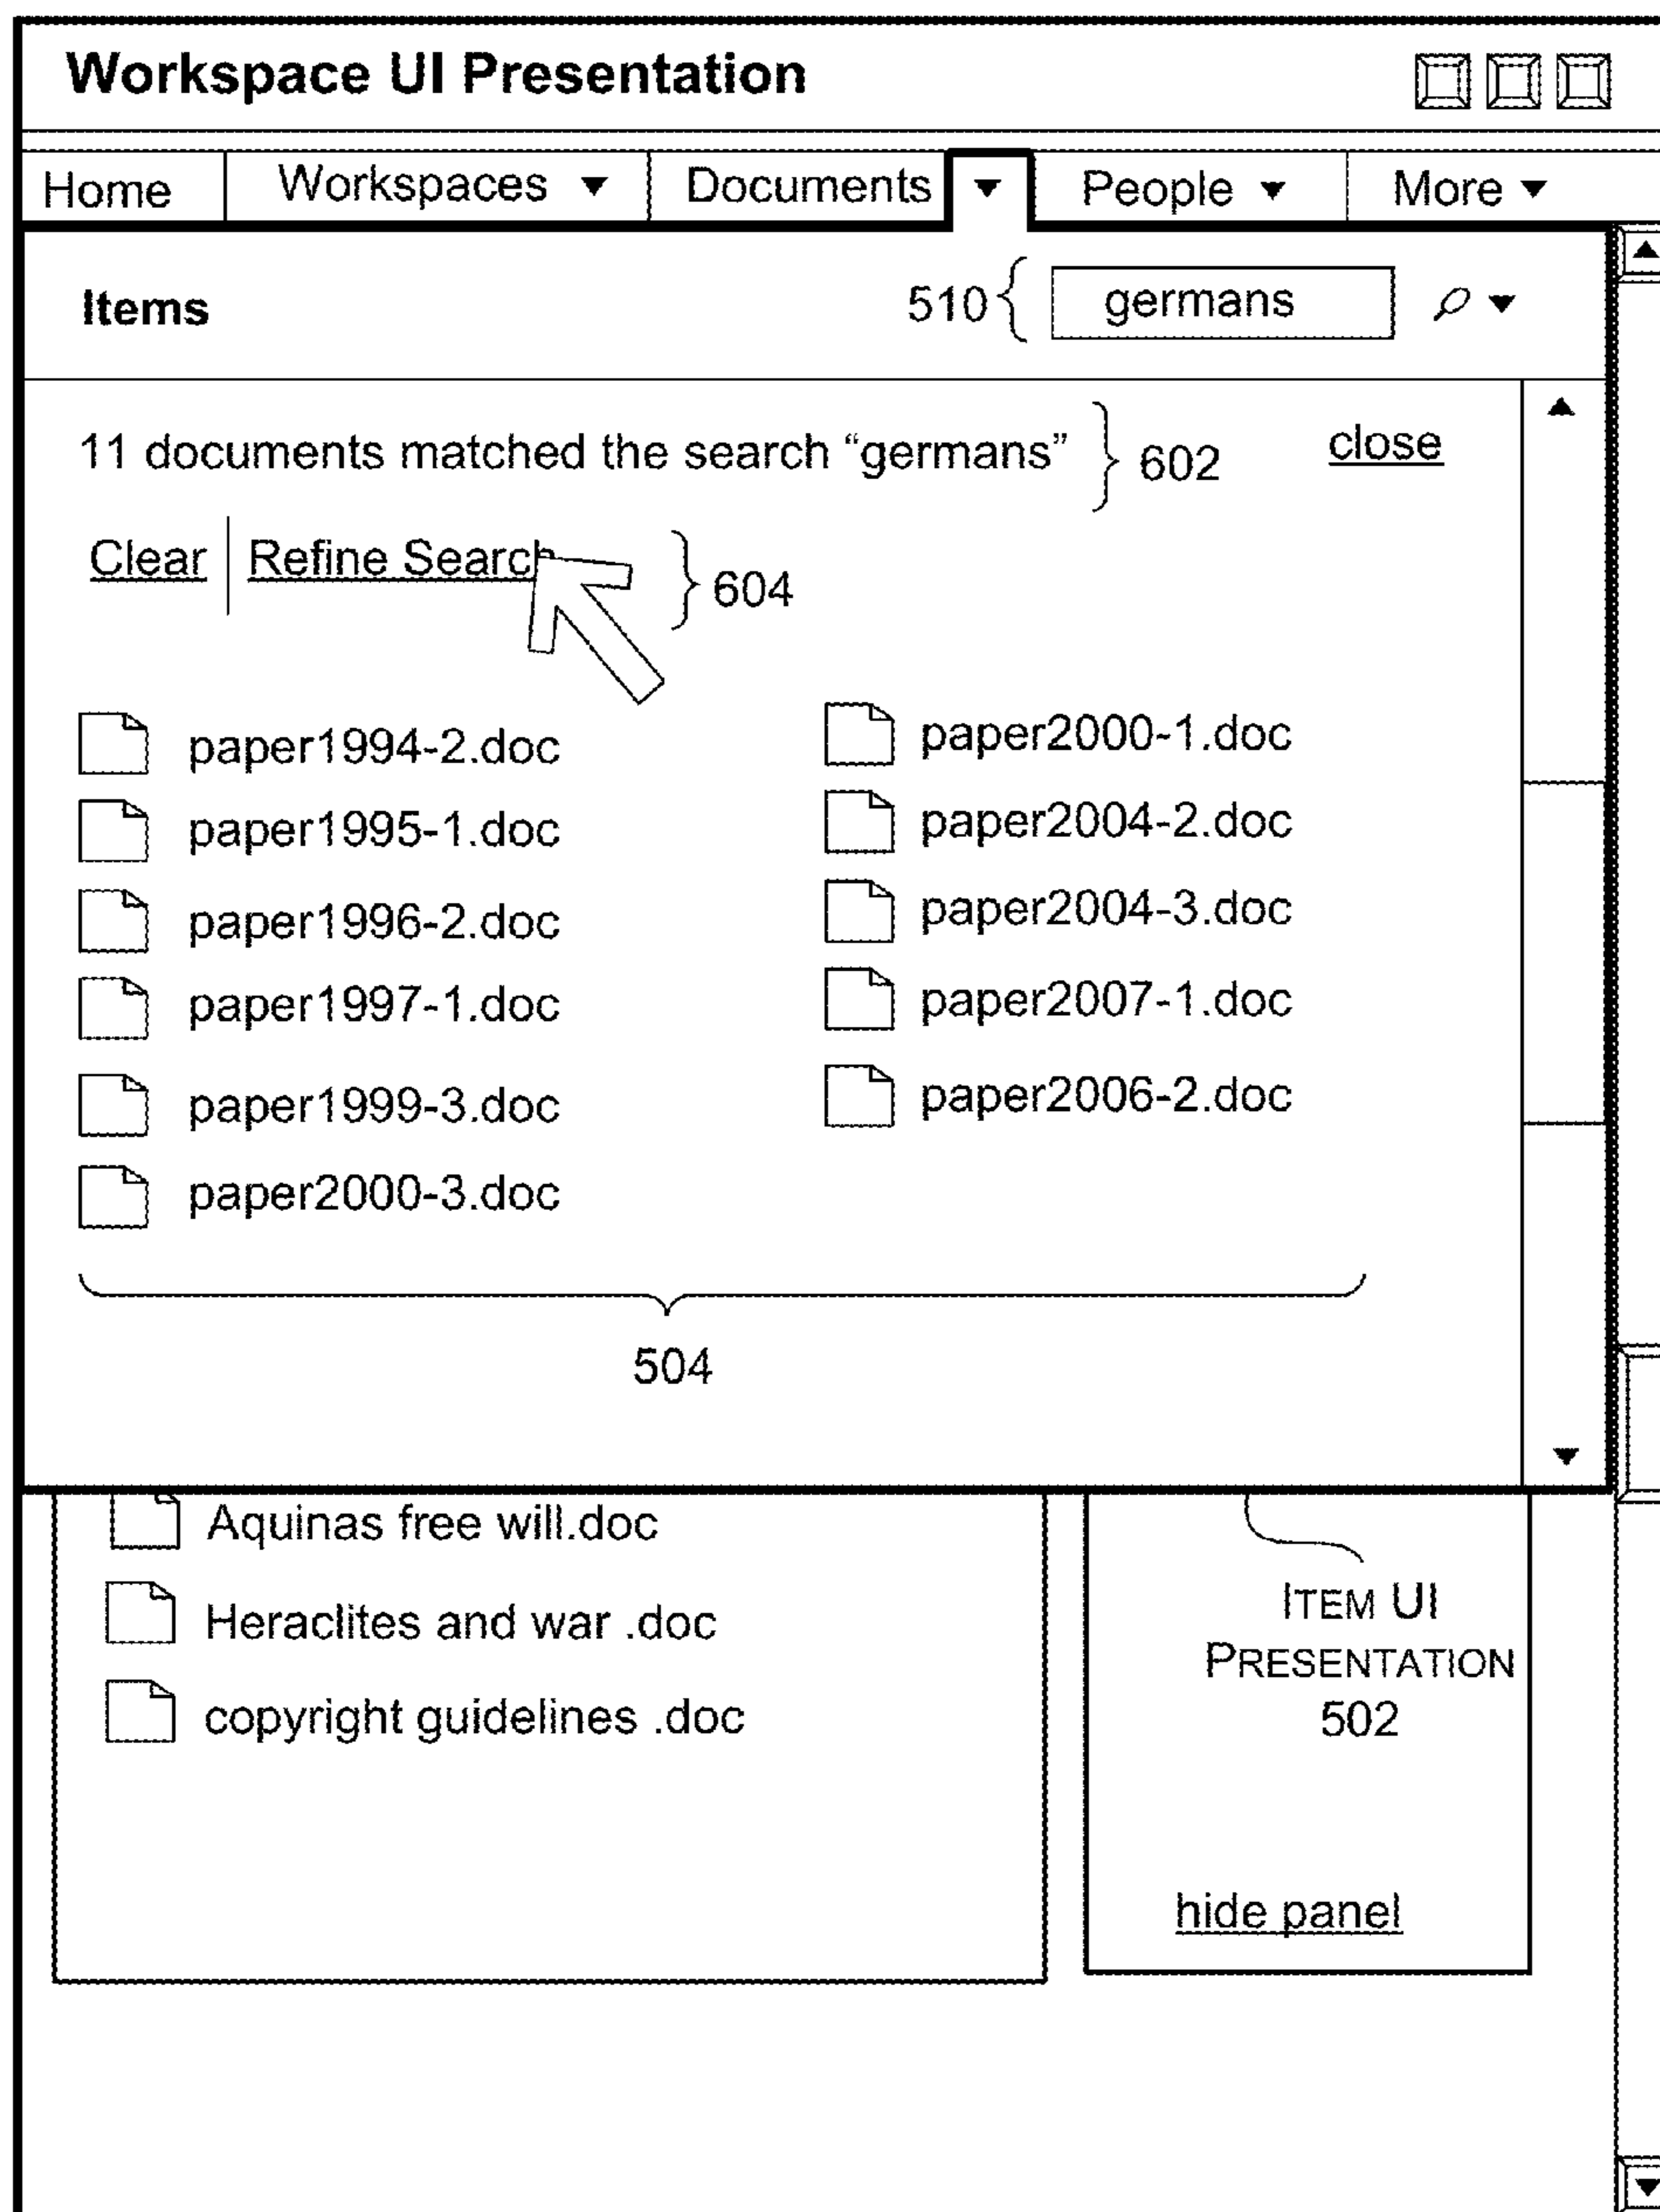 Workspace UI Presentation
Home Workspaces Documents People More
Items 510 germans
11 documents matched the search “germans” 602 close
Clear Refine Search 604
paper1994-2.doc paper2000-1.doc
paper1995-1.doc paper2004-2.doc
paper1996-2.doc paper2004-3.doc
paper1997-1.doc paper2007-1.doc
paper1999-3.doc paper2006-2.doc
paper2000-3.doc
504
Aquinas free will.doc
Heraclites and war .doc
copyright guidelines .doc
ITEM UI
PRESENTATION
502
hide panel